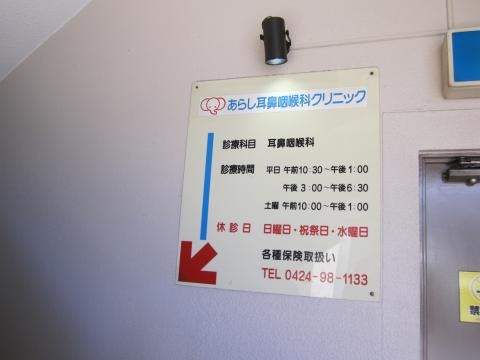 あらし耳鼻咽喉科クリニック
診療科目 耳鼻咽喉科
診療時間 平日 午前10:30～午後1:00
午後3:00～午後6:30
土曜 午前10:00～午後1:00
休診日 日曜日・祝祭日・水曜日
各種保険取扱い
TEL 0424-98-1133
禁